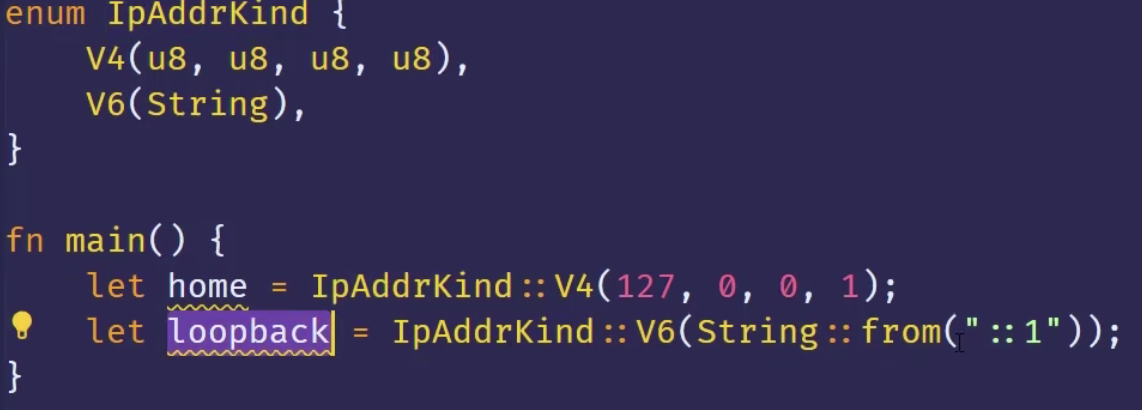 enum IpAddrKind {
    V4(u8, u8, u8, u8),
    V6(String),
}
fn main() {
    let home = IpAddrKind::V4(127, 0, 0, 1);
    let loopback = IpAddrKind::V6(String::from("::1"));
}